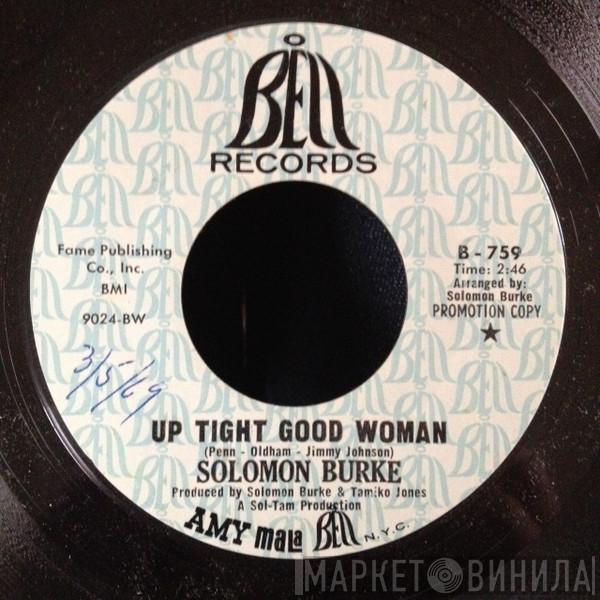 BELL
RECORDS
Fame Publishing
Co., Inc.
BMI
9024-BW
3/5/69
B-759
Time: 2:46
Arranged by:
Solomon Burke
PROMOTION COPY
★
UP TIGHT GOOD WOMAN
(Penn - Oldham - Jimmy Johnson)
SOLOMON BURKE
Produced by Solomon Burke & Tamiko Jones
A Sol-Tam Production
AMY mala BELL N.Y.C.
МАРКЕТ ВИНИЛА